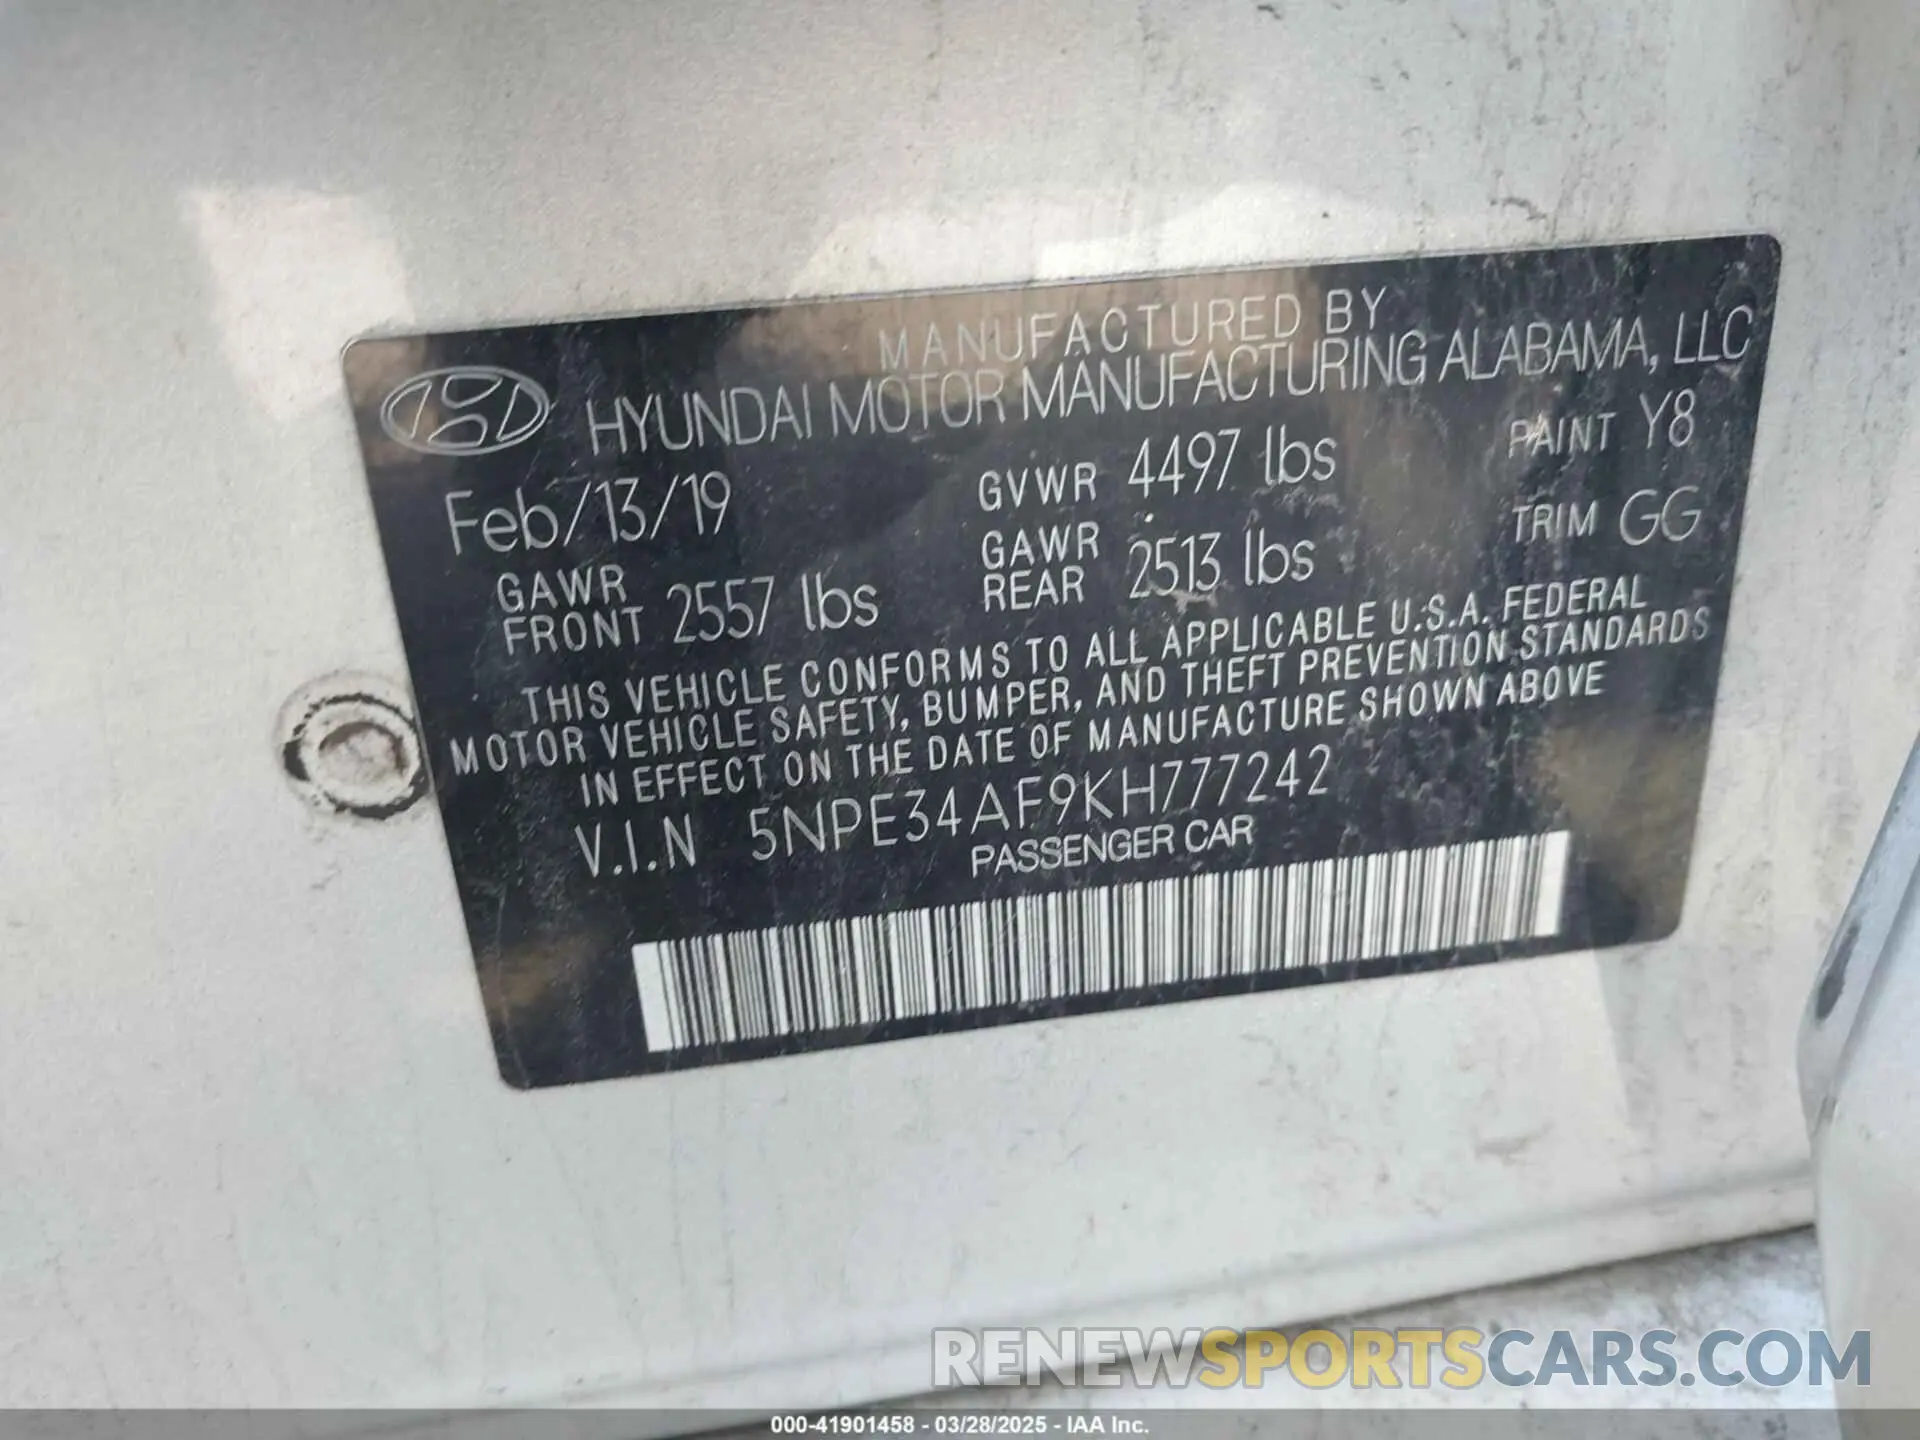 MANUFACTURED BY
HYUNDAI MOTOR MANUFACTURING ALABAMA, LLC
Feb/13/19 GVWR 4497 lbs PAINT Y8
GAWR FRONT 2557 lbs GAWR REAR 2513 lbs TRIM GG
THIS VEHICLE CONFORMS TO ALL APPLICABLE U.S.A. FEDERAL
MOTOR VEHICLE SAFETY, BUMPER, AND THEFT PREVENTION STANDARDS
IN EFFECT ON THE DATE OF MANUFACTURE SHOWN ABOVE
V.I.N 5NPE34AF9KH777242
PASSENGER CAR
RENEWSPORTSCARS.COM
000-41901458 - 03/28/2025 - IAA Inc.